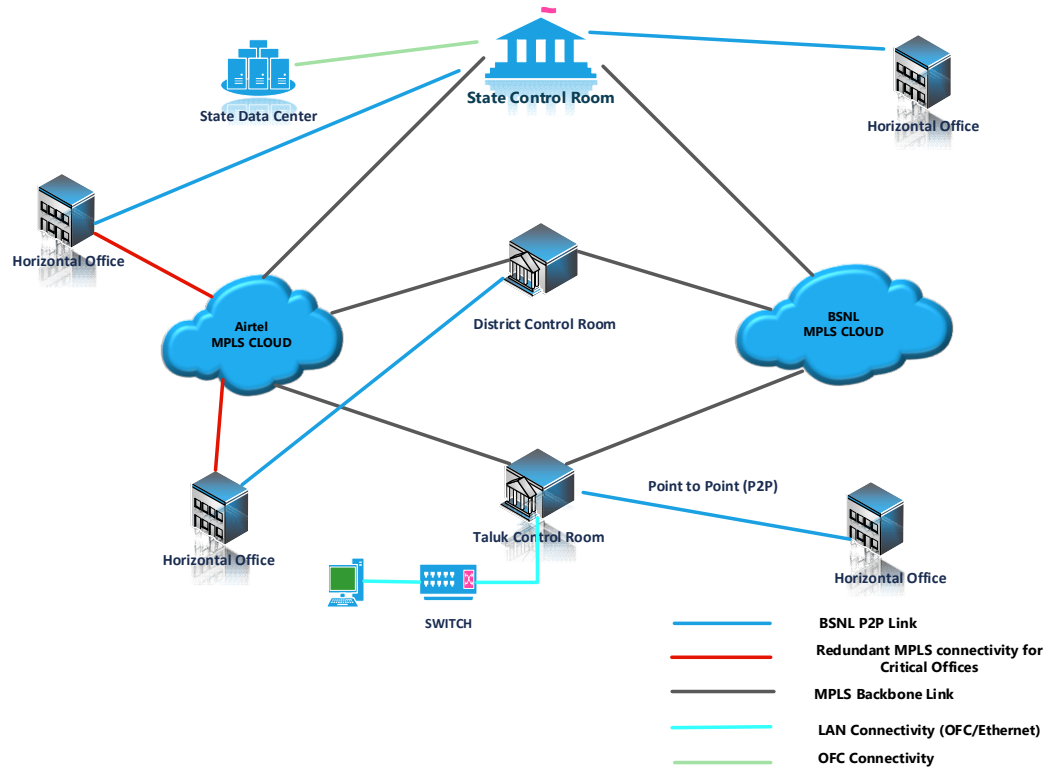 State Control Room
State Data Center
Horizontal Office
Horizontal Office
District Control Room
Airtel
MPLS CLOUD
BSNL
MPLS CLOUD
Point to Point (P2P)
Taluk Control Room
Horizontal Office
Horizontal Office
SWITCH
BSNL P2P Link
Redundant MPLS connectivity for
Critical Offices
MPLS Backbone Link
LAN Connectivity (OFC/Ethernet)
OFC Connectivity